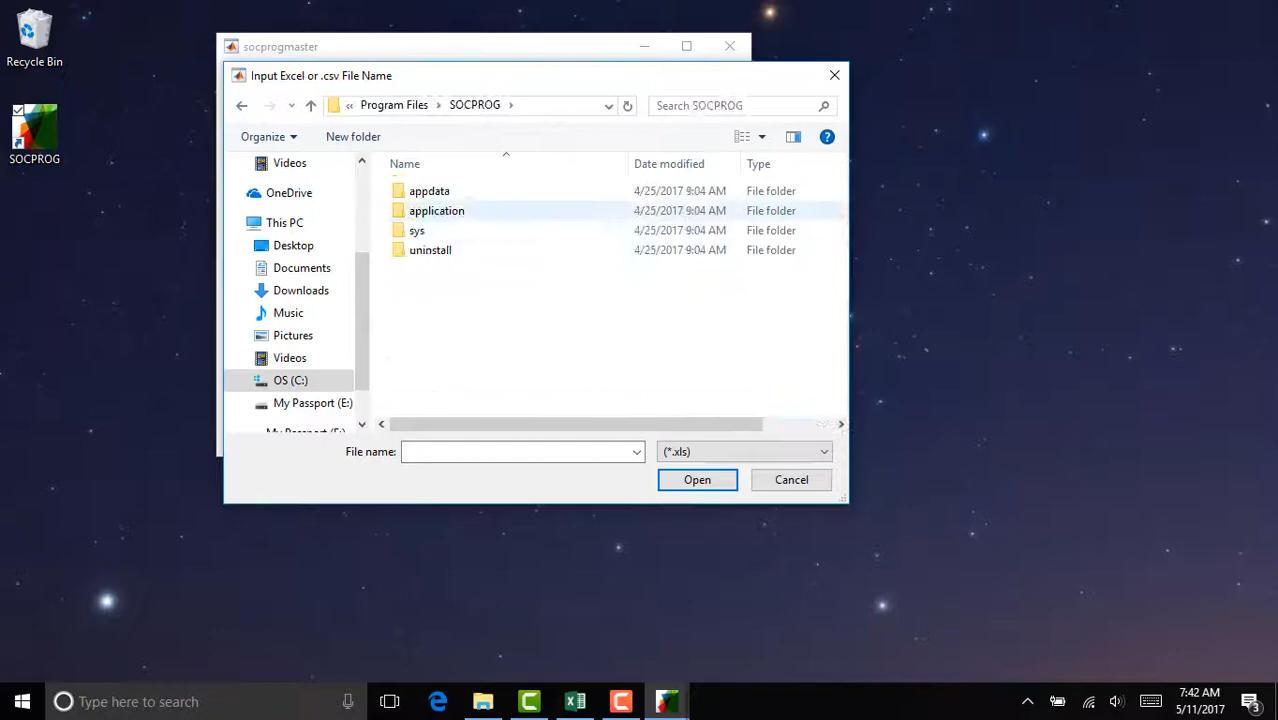 Recycle Bin
SOCPROG
socprogmaster
Input Excel or .csv File Name
« Program Files › SOCPROG ›
Search SOCPROG
Organize
New folder
Name Date modified Type
appdata 4/25/2017 9:04 AM File folder
application 4/25/2017 9:04 AM File folder
sys 4/25/2017 9:04 AM File folder
uninstall 4/25/2017 9:04 AM File folder
Videos
OneDrive
This PC
Desktop
Documents
Downloads
Music
Pictures
Videos
OS (C:)
My Passport (E:)
My Passport (E:)
File name:
(*.xls)
Open
Cancel
Type here to search
7:42 AM
5/11/2017
3